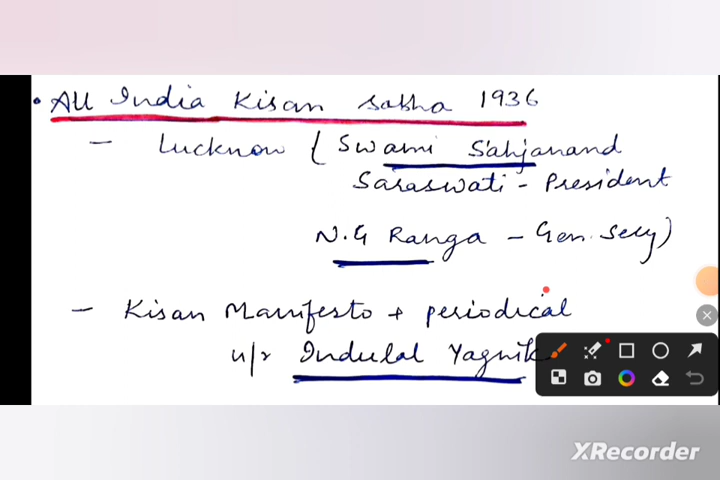 • All India Kisan Sabha 1936
– Lucknow (Swami Sahjanand
Saraswati - President
N.G Ranga - Gen. Secy)
– Kisan Manifesto + periodical
u/r Indulal Yagnik
XRecorder